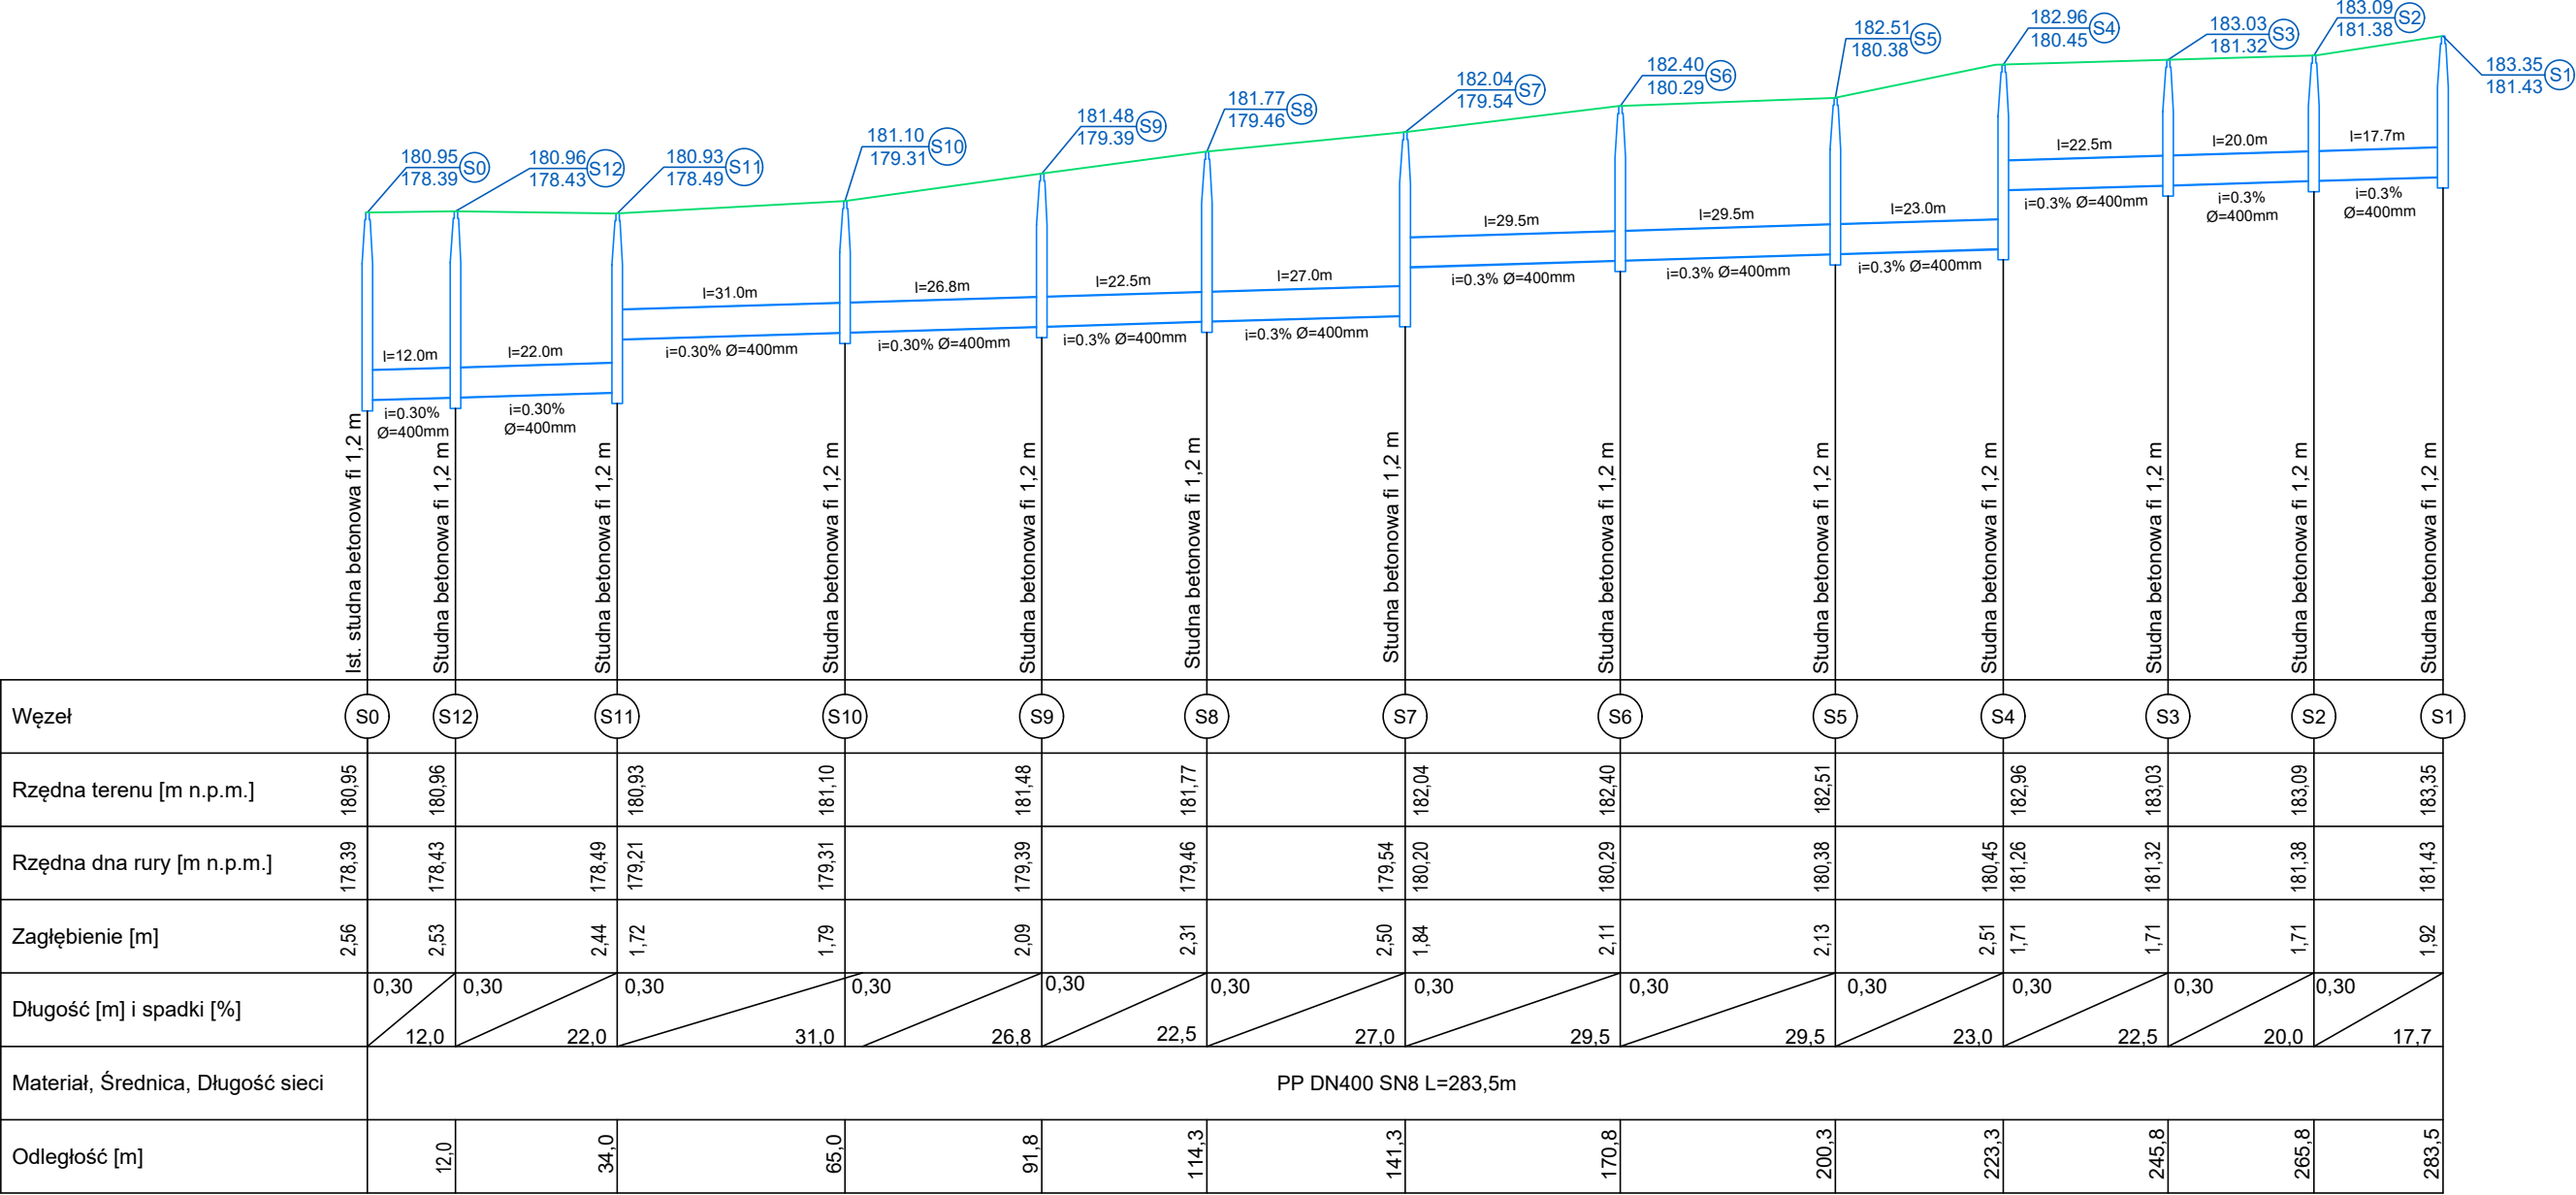 183.09
181.38
S2
182.96
180.45
S4
183.03
181.32
S3
182.51
180.38
S5
183.35
181.43
S1
182.40
180.29
S6
182.04
179.54
S7
181.77
179.46
S8
181.48
179.39
S9
181.10
179.31
S10
180.95
178.39
S0
180.96
178.43
S12
180.93
178.49
S11
l=12.0m
l=22.0m
l=31.0m
l=26.8m
l=22.5m
l=27.0m
l=29.5m
l=29.5m
l=23.0m
l=22.5m
l=20.0m
l=17.7m
i=0.30%
Ø=400mm
i=0.30%
Ø=400mm
i=0.30% Ø=400mm
i=0.30% Ø=400mm
i=0.3% Ø=400mm
i=0.3% Ø=400mm
i=0.3% Ø=400mm
i=0.3% Ø=400mm
i=0.3% Ø=400mm
i=0.3% Ø=400mm
i=0.3%
Ø=400mm
i=0.3%
Ø=400mm
Ist. studna betonowa fi 1,2 m
Studna betonowa fi 1,2 m
Studna betonowa fi 1,2 m
Studna betonowa fi 1,2 m
Studna betonowa fi 1,2 m
Studna betonowa fi 1,2 m
Studna betonowa fi 1,2 m
Studna betonowa fi 1,2 m
Studna betonowa fi 1,2 m
Studna betonowa fi 1,2 m
Studna betonowa fi 1,2 m
Studna betonowa fi 1,2 m
Studna betonowa fi 1,2 m
Węzeł S0 S12 S11 S10 S9 S8 S7 S6 S5 S4 S3 S2 S1
Rzędna terenu [m n.p.m.] 180,95 180,96 180,93 181,10 181,48 181,77 182,04 182,40 182,51 182,96 183,03 183,09 183,35
Rzędna dna rury [m n.p.m.] 178,39 178,43 178,49 179,21 179,31 179,39 179,46 179,54 180,20 180,29 180,38 180,45 181,26 181,32 181,38 181,43
Zagłębienie [m] 2,56 2,53 2,44 1,72 1,79 2,09 2,31 2,50 1,84 2,11 2,13 2,51 1,71 1,71 1,71 1,92
0,30 0,30 0,30 0,30 0,30 0,30 0,30 0,30 0,30 0,30 0,30 0,30
Długość [m] i spadki [%]
12,0 22,0 31,0 26,8 22,5 27,0 29,5 29,5 23,0 22,5 20,0 17,7
Materiał, Średnica, Długość sieci PP DN400 SN8 L=283,5m
Odległość [m] 12,0 34,0 65,0 91,8 114,3 141,3 170,8 200,3 223,3 245,8 265,8 283,5